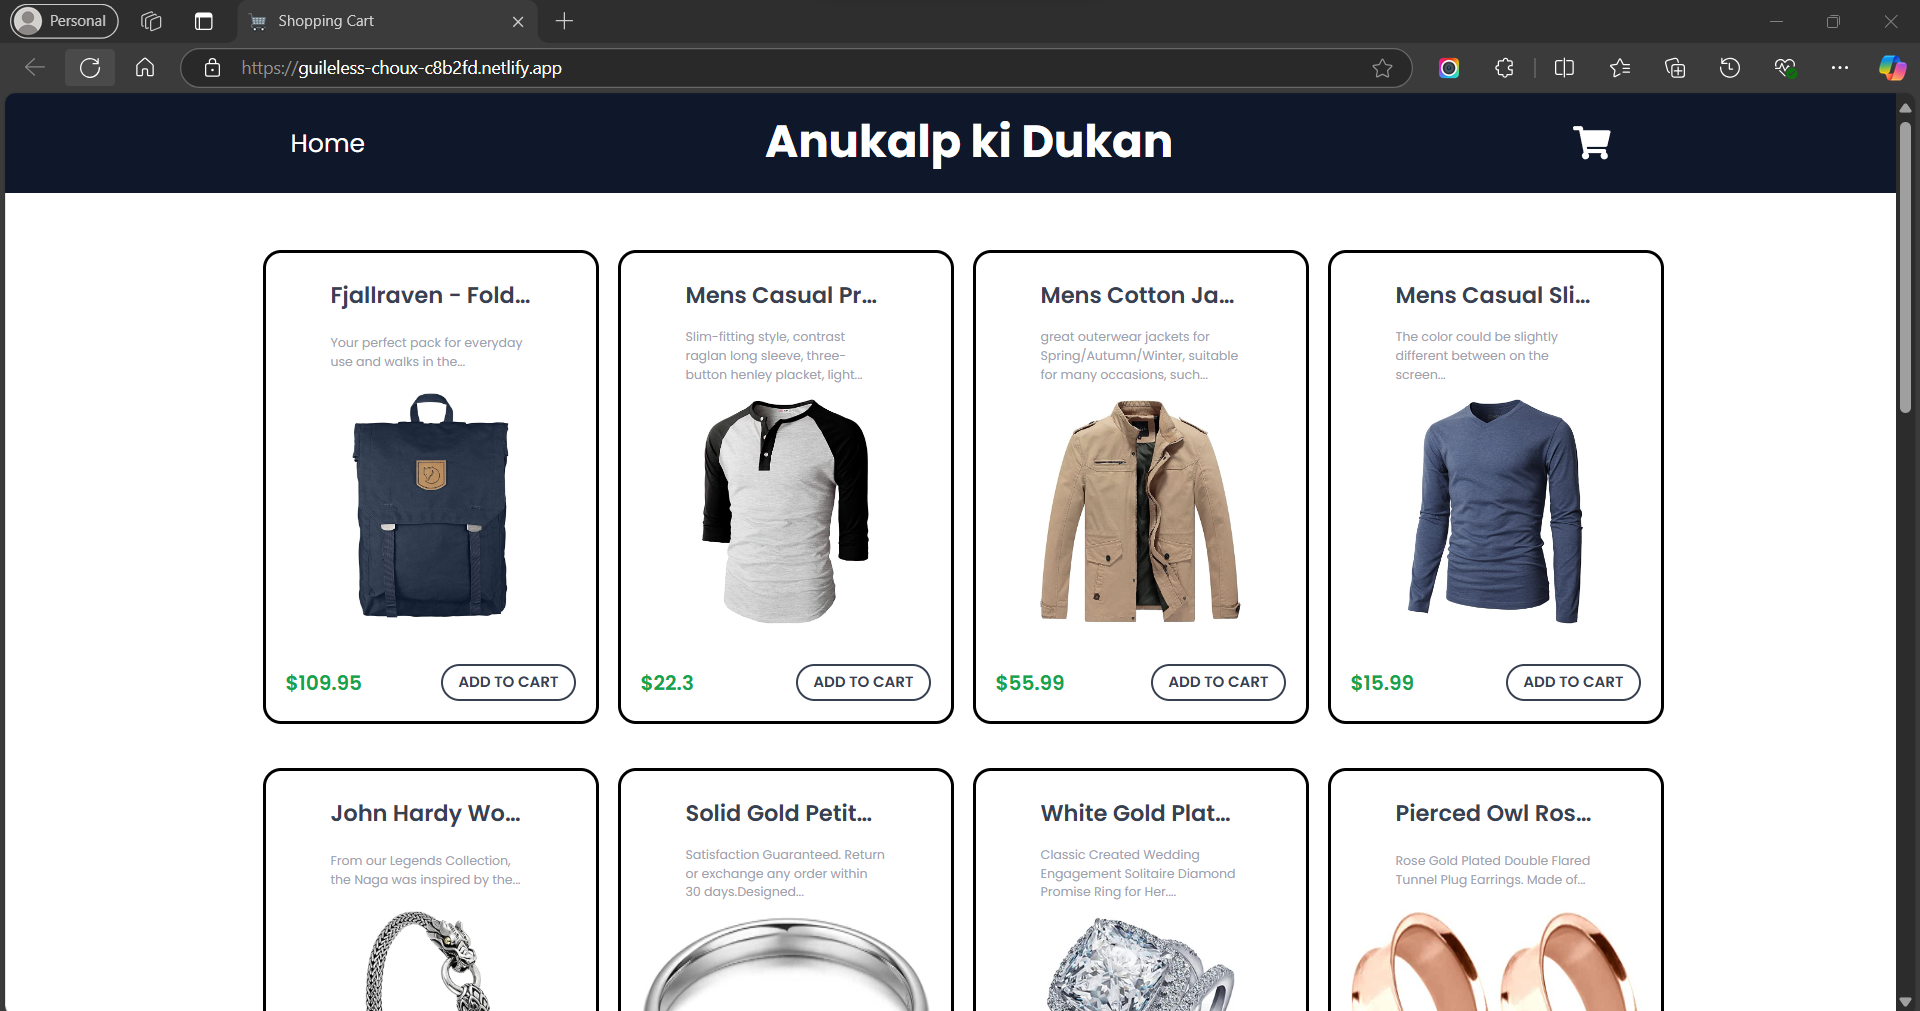 Personal
Shopping Cart
https://guileless-choux-c8b2fd.netlify.app
Home
Anukalp ki Dukan
Fjallraven - Fold...
Your perfect pack for everyday
use and walks in the...
$109.95
ADD TO CART
Mens Casual Pr...
Slim-fitting style, contrast
raglan long sleeve, three-
button henley placket, light...
$22.3
ADD TO CART
Mens Cotton Ja...
great outerwear jackets for
Spring/Autumn/Winter, suitable
for many occasions, such...
$55.99
ADD TO CART
Mens Casual Sli...
The color could be slightly
different between on the
screen...
$15.99
ADD TO CART
John Hardy Wo...
From our Legends Collection,
the Naga was inspired by the...
Solid Gold Petit...
Satisfaction Guaranteed. Return
or exchange any order within
30 days.Designed...
White Gold Plat...
Classic Created Wedding
Engagement Solitaire Diamond
Promise Ring for Her....
Pierced Owl Ros...
Rose Gold Plated Double Flared
Tunnel Plug Earrings. Made of...